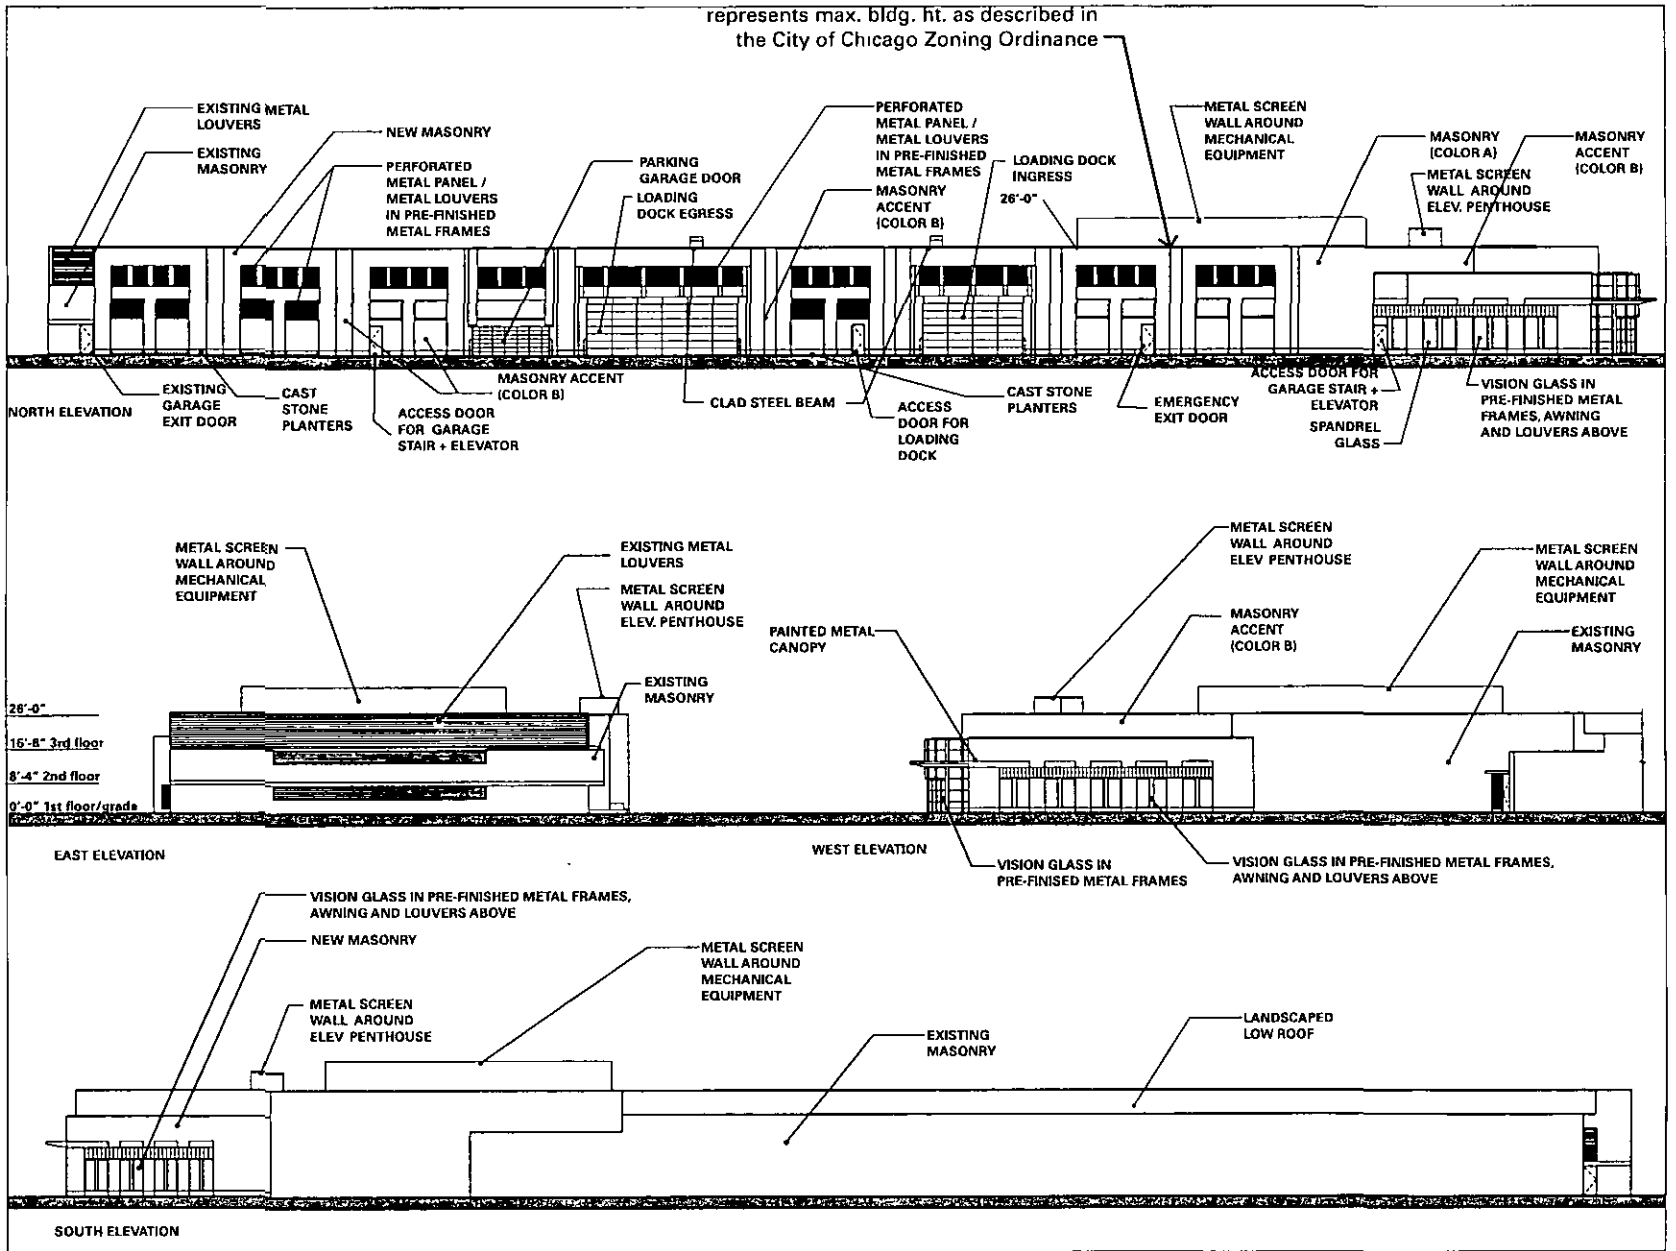 represents max. bldg. ht. as described in
the City of Chicago Zoning Ordinance
EXISTING METAL
LOUVERS
EXISTING
MASONRY
NEW MASONRY
PERFORATED
METAL PANEL /
METAL LOUVERS
IN PRE-FINISHED
METAL FRAMES
PARKING
GARAGE DOOR
LOADING
DOCK EGRESS
PERFORATED
METAL PANEL /
METAL LOUVERS
IN PRE-FINISHED
METAL FRAMES
MASONRY
ACCENT
(COLOR B)
LOADING DOCK
INGRESS
26'-0"
METAL SCREEN
WALL AROUND
MECHANICAL
EQUIPMENT
MASONRY
(COLOR A)
METAL SCREEN
WALL AROUND
ELEV. PENTHOUSE
MASONRY
ACCENT
(COLOR B)
NORTH ELEVATION
EXISTING
GARAGE
EXIT DOOR
CAST
STONE
PLANTERS
ACCESS DOOR
FOR GARAGE
STAIR + ELEVATOR
MASONRY ACCENT
(COLOR B)
CLAD STEEL BEAM
ACCESS
DOOR FOR
LOADING
DOCK
CAST STONE
PLANTERS
EMERGENCY
EXIT DOOR
ACCESS DOOR FOR
GARAGE STAIR +
ELEVATOR
SPANDREL
GLASS
VISION GLASS IN
PRE-FINISHED METAL
FRAMES, AWNING
AND LOUVERS ABOVE
METAL SCREEN
WALL AROUND
MECHANICAL
EQUIPMENT
EXISTING METAL
LOUVERS
METAL SCREEN
WALL AROUND
ELEV. PENTHOUSE
EXISTING
MASONRY
26'-0"
16'-8" 3rd floor
8'-4" 2nd floor
0'-0" 1st floor/grade
EAST ELEVATION
METAL SCREEN
WALL AROUND
ELEV PENTHOUSE
METAL SCREEN
WALL AROUND
MECHANICAL
EQUIPMENT
PAINTED METAL
CANOPY
MASONRY
ACCENT
(COLOR B)
EXISTING
MASONRY
WEST ELEVATION
VISION GLASS IN
PRE-FINISED METAL FRAMES
VISION GLASS IN PRE-FINISHED METAL FRAMES,
AWNING AND LOUVERS ABOVE
VISION GLASS IN PRE-FINISHED METAL FRAMES,
AWNING AND LOUVERS ABOVE
NEW MASONRY
METAL SCREEN
WALL AROUND
ELEV PENTHOUSE
METAL SCREEN
WALL AROUND
MECHANICAL
EQUIPMENT
EXISTING
MASONRY
LANDSCAPED
LOW ROOF
SOUTH ELEVATION